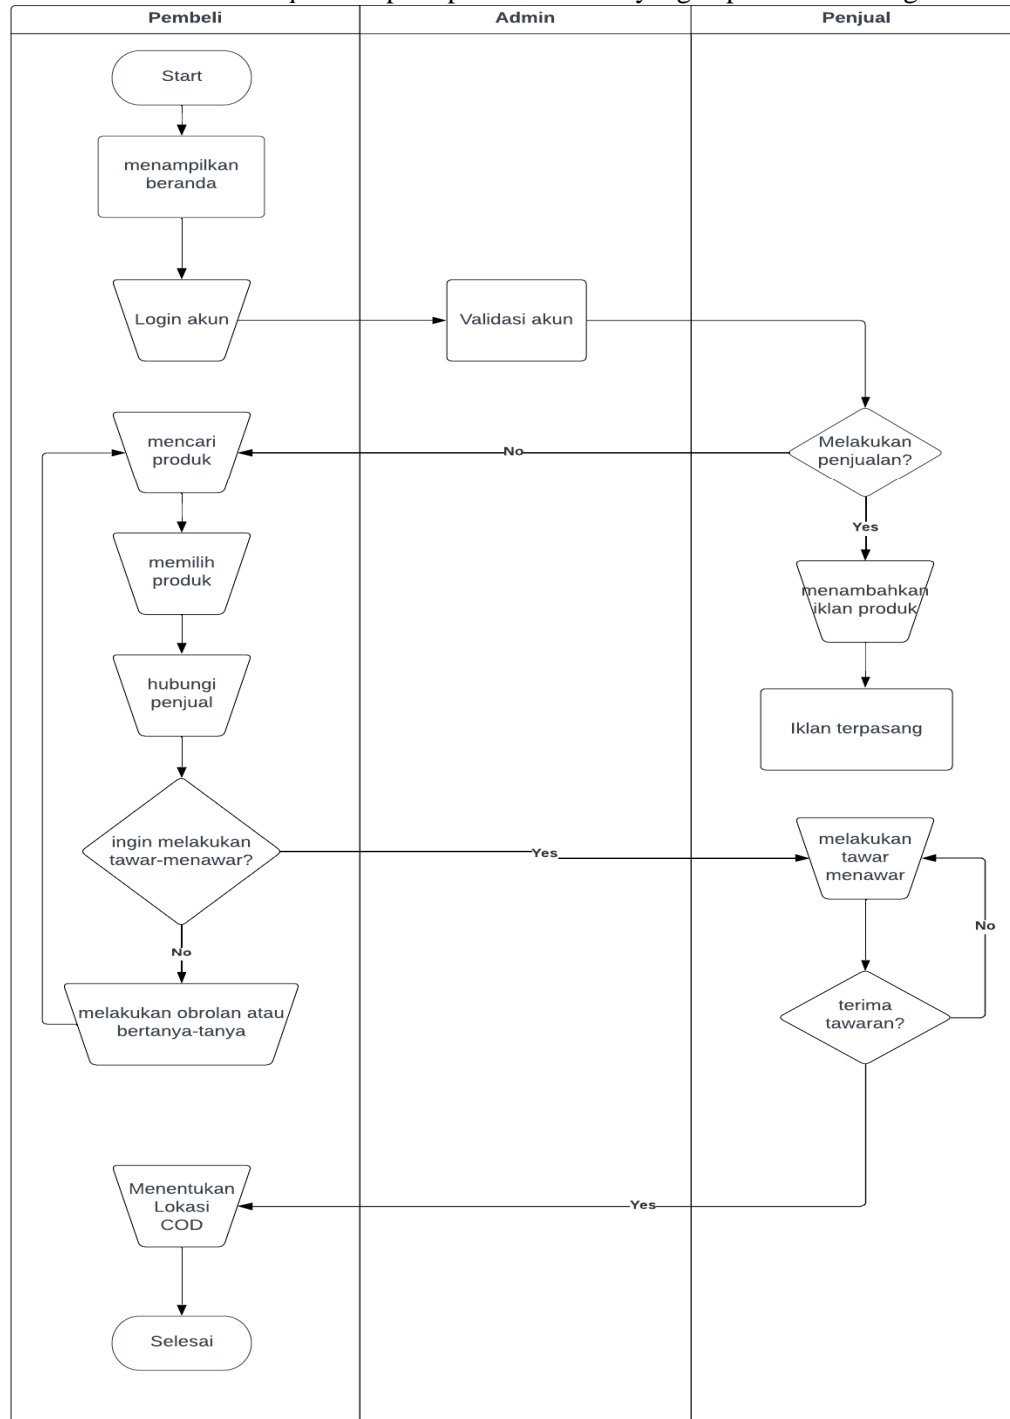 Pembeli
Admin
Penjual
Start
menampilkan
beranda
Login akun
Validasi akun
mencari
produk
No
Melakukan
penjualan?
Yes
memilih
produk
menambahkan
iklan produk
hubungi
penjual
Iklan terpasang
ingin melakukan
tawar-menawar?
Yes
melakukan
tawar
menawar
No
No
melakukan obrolan atau
bertanya-tanya
terima
tawaran?
Menentukan
Lokasi
COD
Yes
Selesai